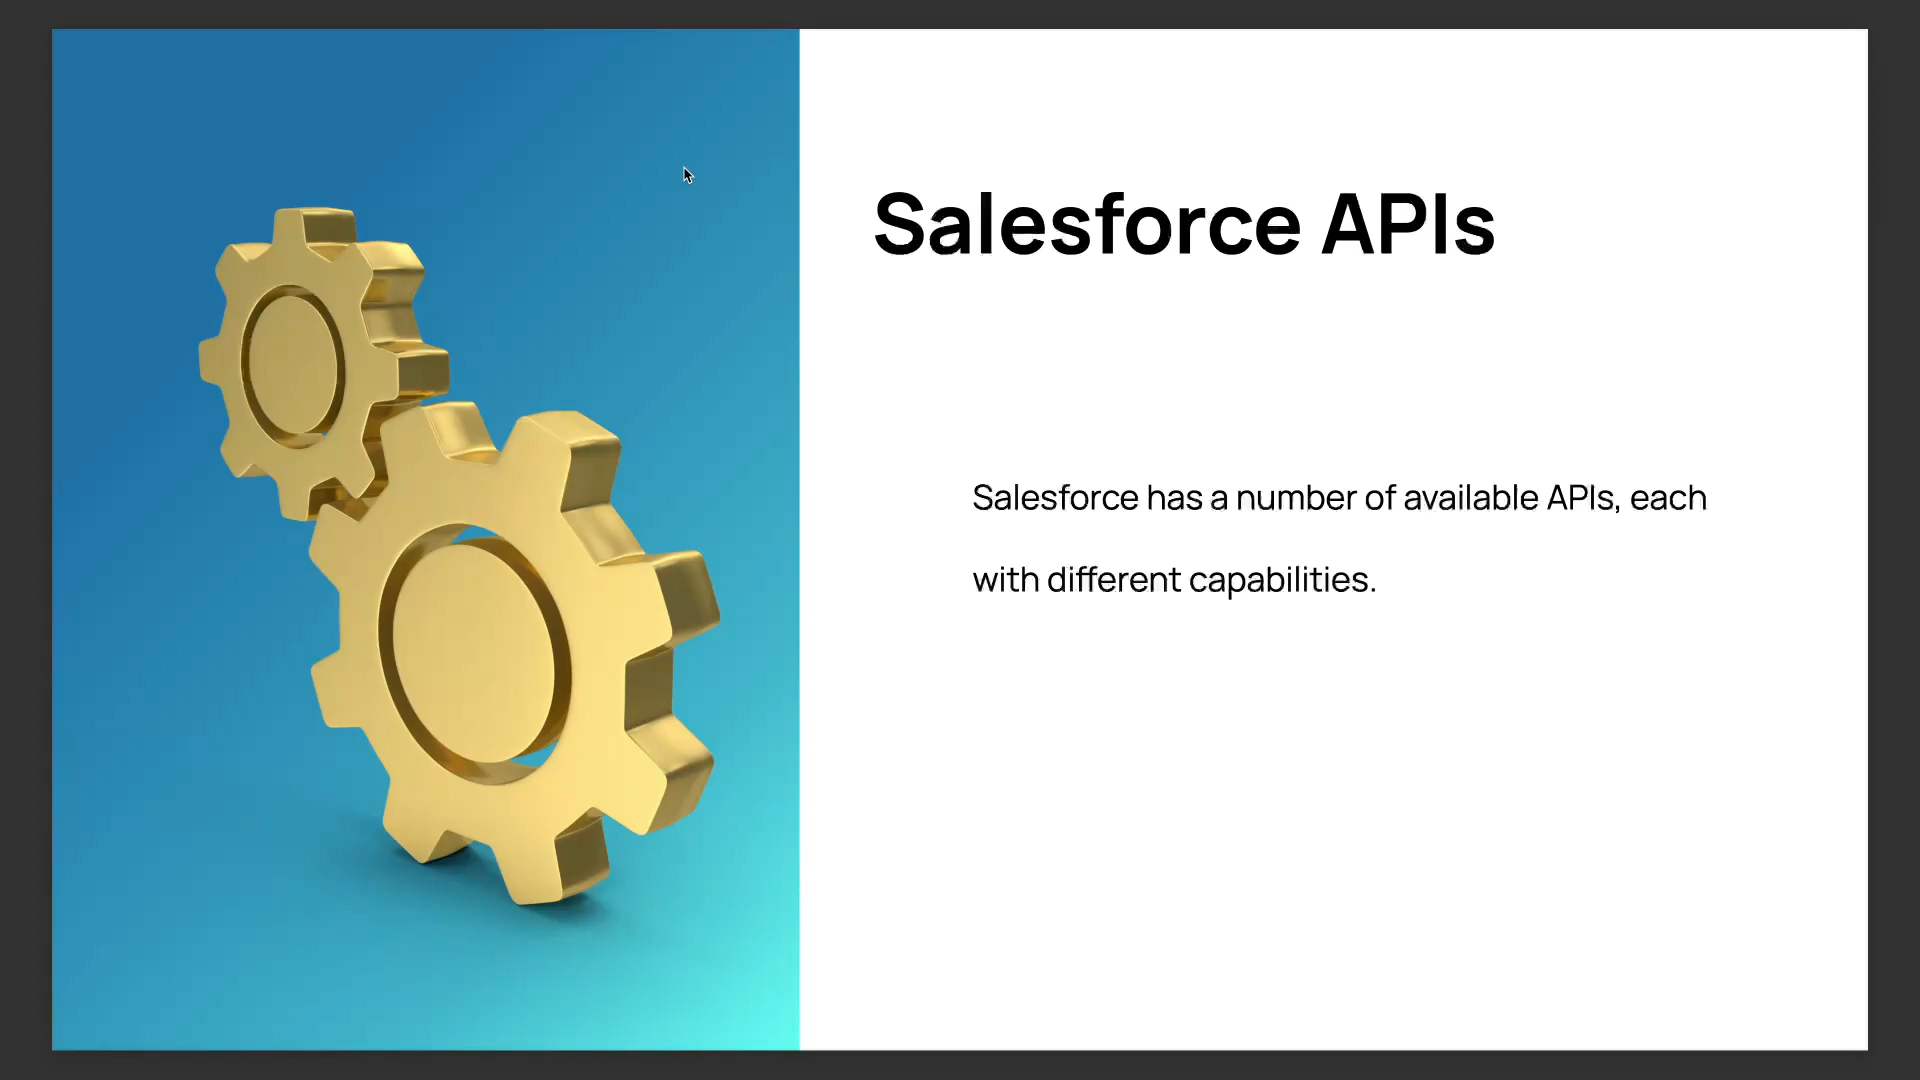 Salesforce APIs
Salesforce has a number of available APIs, each
with different capabilities.